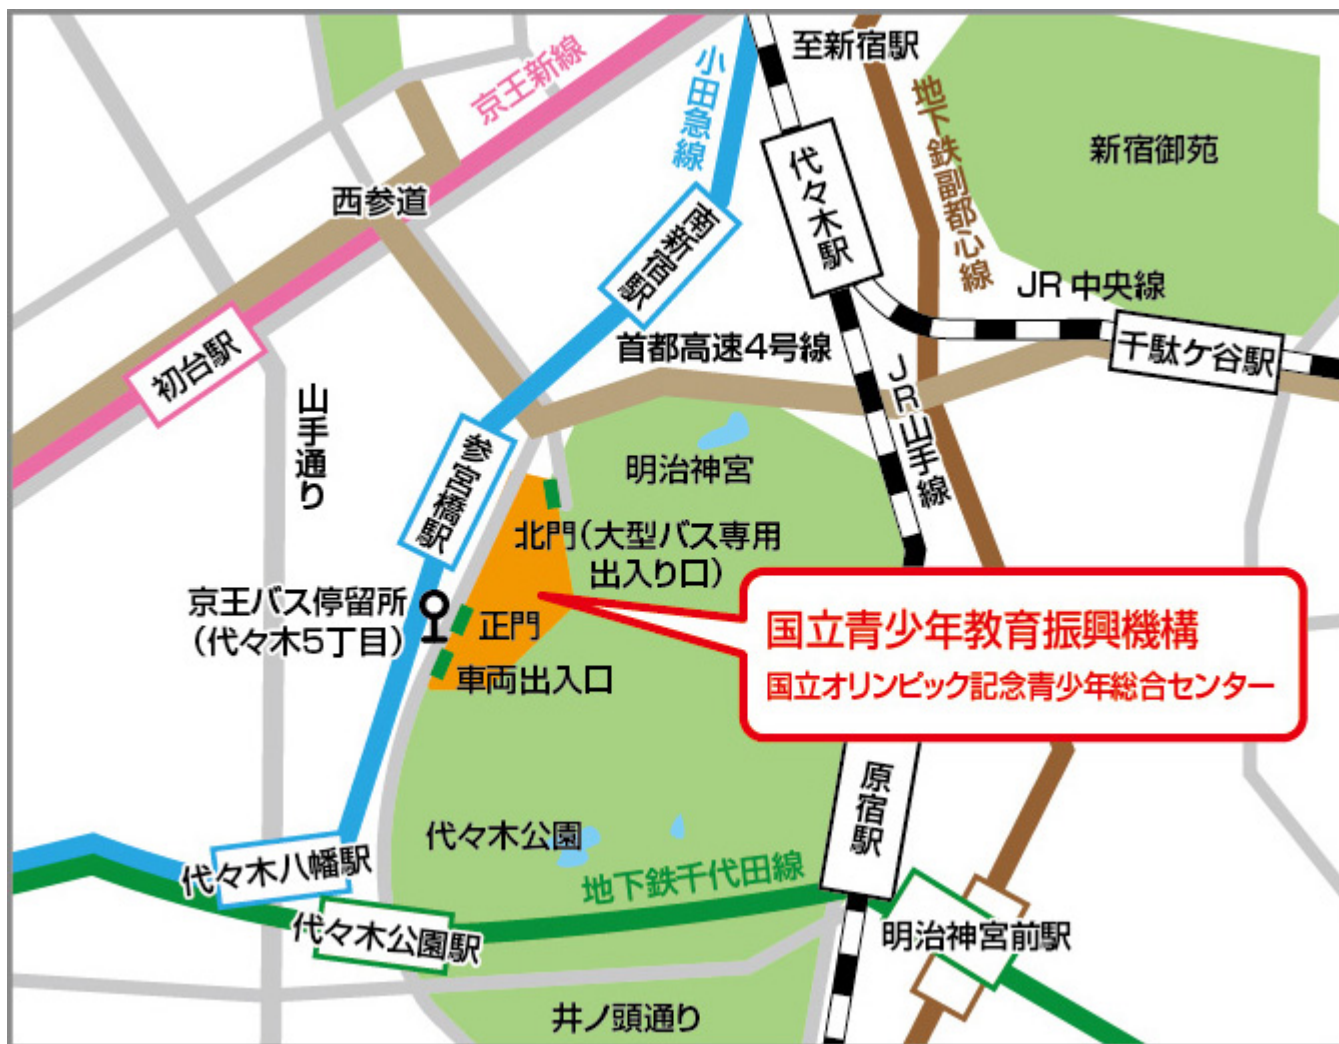 至新宿駅
京王新線
小田急線
地下鉄副都心線
新宿御苑
代々木駅
西参道
南新宿駅
JR中央線
首都高速4号線
千駄ケ谷駅
初台駅
JR山手線
山手通り
参宮橋駅
明治神宮
北門(大型バス専用
出入り口)
京王バス停留所
(代々木5丁目)
正門
車両出入口
国立青少年教育振興機構
国立オリンピック記念青少年総合センター
原宿駅
代々木公園
代々木八幡駅
地下鉄千代田線
代々木公園駅
明治神宮前駅
井ノ頭通り